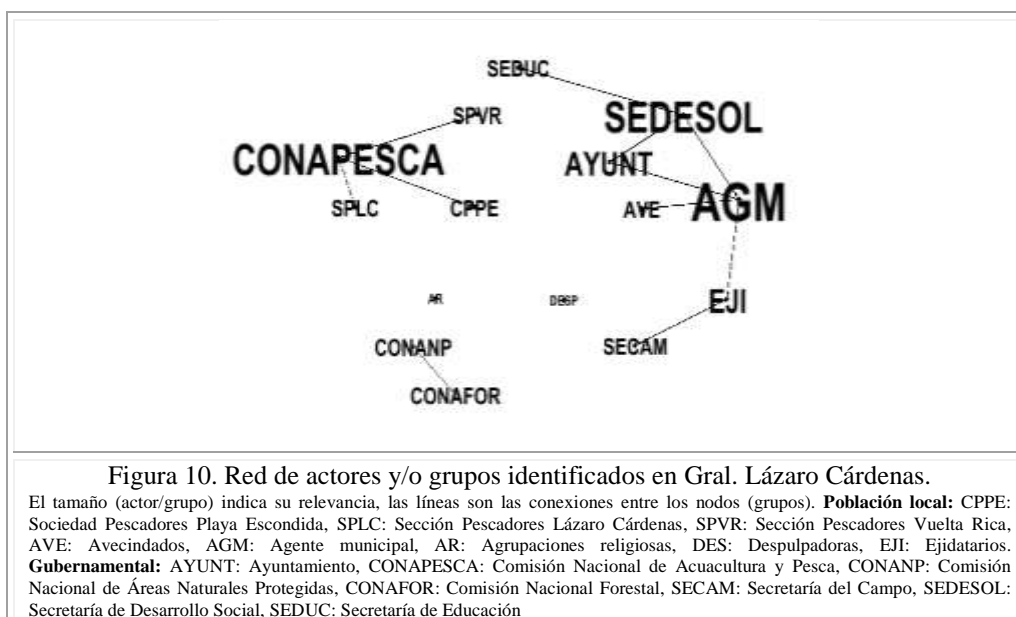 SEDUC
SEDESOL
SPVR
CONAPESCA
AYUNT
SPLC
CPPE
AVE
AGM
AR
DESP
EJI
CONANP
SECAM
CONAFOR
Figura 10. Red de actores y/o grupos identificados en Gral. Lázaro Cárdenas.
El tamaño (actor/grupo) indica su relevancia, las líneas son las conexiones entre los nodos (grupos). Población local: CPPE:
Sociedad Pescadores Playa Escondida, SPLC: Sección Pescadores Lázaro Cárdenas, SPVR: Sección Pescadores Vuelta Rica,
AVE: Avecindados, AGM: Agente municipal, AR: Agrupaciones religiosas, DES: Despulpadoras, EJI: Ejidatarios.
Gubernamental: AYUNT: Ayuntamiento, CONAPESCA: Comisión Nacional de Acuacultura y Pesca, CONANP: Comisión
Nacional de Áreas Naturales Protegidas, CONAFOR: Comisión Nacional Forestal, SECAM: Secretaría del Campo, SEDESOL:
Secretaría de Desarrollo Social, SEDUC: Secretaría de Educación